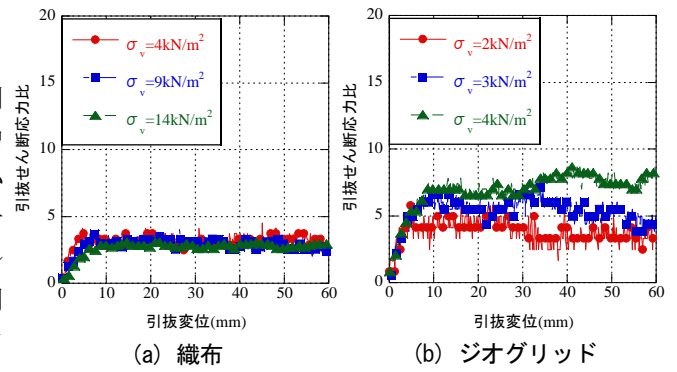 20
15
10
5
0
引抜せん断応力比
σv=4kN/m²
σv=9kN/m²
σv=14kN/m²
0 10 20 30 40 50 60
引抜変位(mm)
(a) 織布
20
15
10
5
0
引抜せん断応力比
σv=2kN/m²
σv=3kN/m²
σv=4kN/m²
0 10 20 30 40 50 60
引抜変位(mm)
(b) ジオグリッド